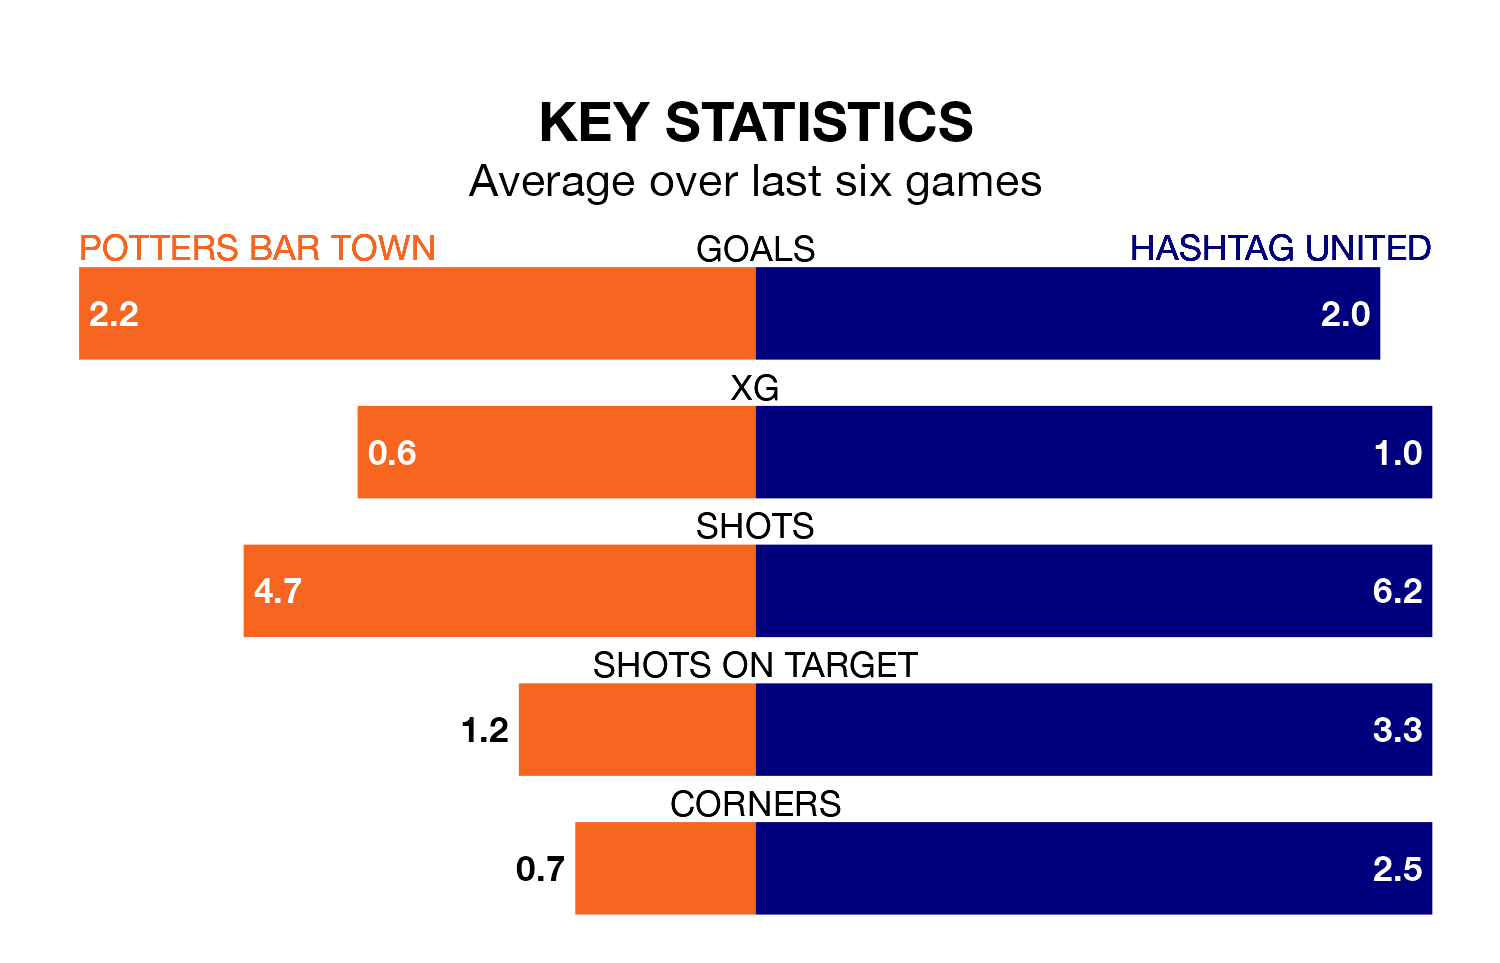 KEY STATISTICS
Average over last six games
POTTERS BAR TOWN GOALS HASHTAG UNITED
2.2 2.0
XG
0.6 1.0
SHOTS
4.7 6.2
SHOTS ON TARGET
1.2 3.3
CORNERS
0.7 2.5